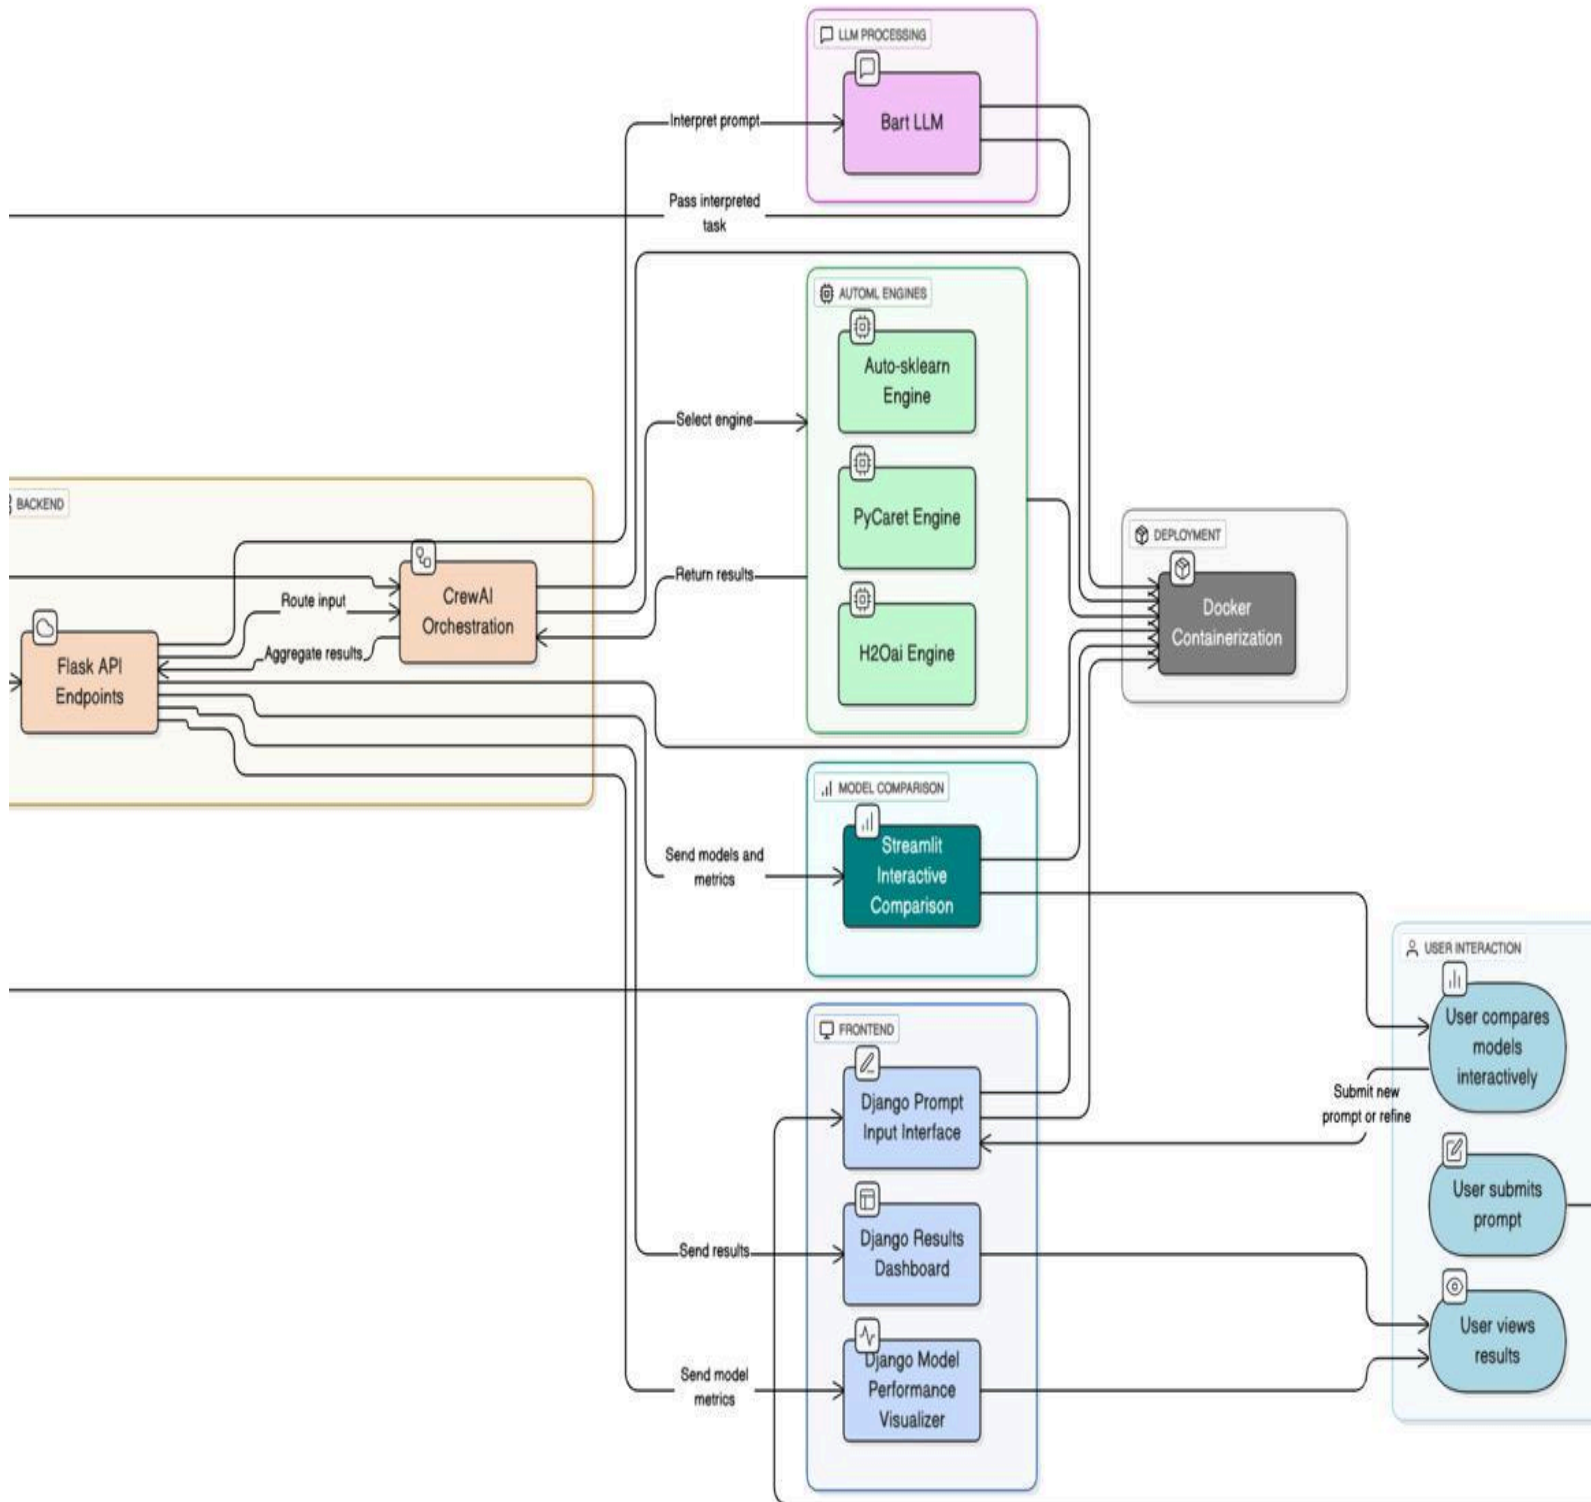 LLM PROCESSING
Bart LLM
Interpret prompt
Pass interpreted
task
AUTOML ENGINES
Auto-sklearn
Engine
Select engine
PyCaret Engine
Return results
H2Oai Engine
BACKEND
CrewAI
Orchestration
Route input
Aggregate results
Flask API
Endpoints
DEPLOYMENT
Docker
Containerization
MODEL COMPARISON
Streamlit
Interactive
Comparison
Send models and
metrics
USER INTERACTION
User compares
models
interactively
Submit new
prompt or refine
User submits
prompt
User views
results
FRONTEND
Django Prompt
Input Interface
Django Results
Dashboard
Send results
Django Model
Performance
Visualizer
Send model
metrics